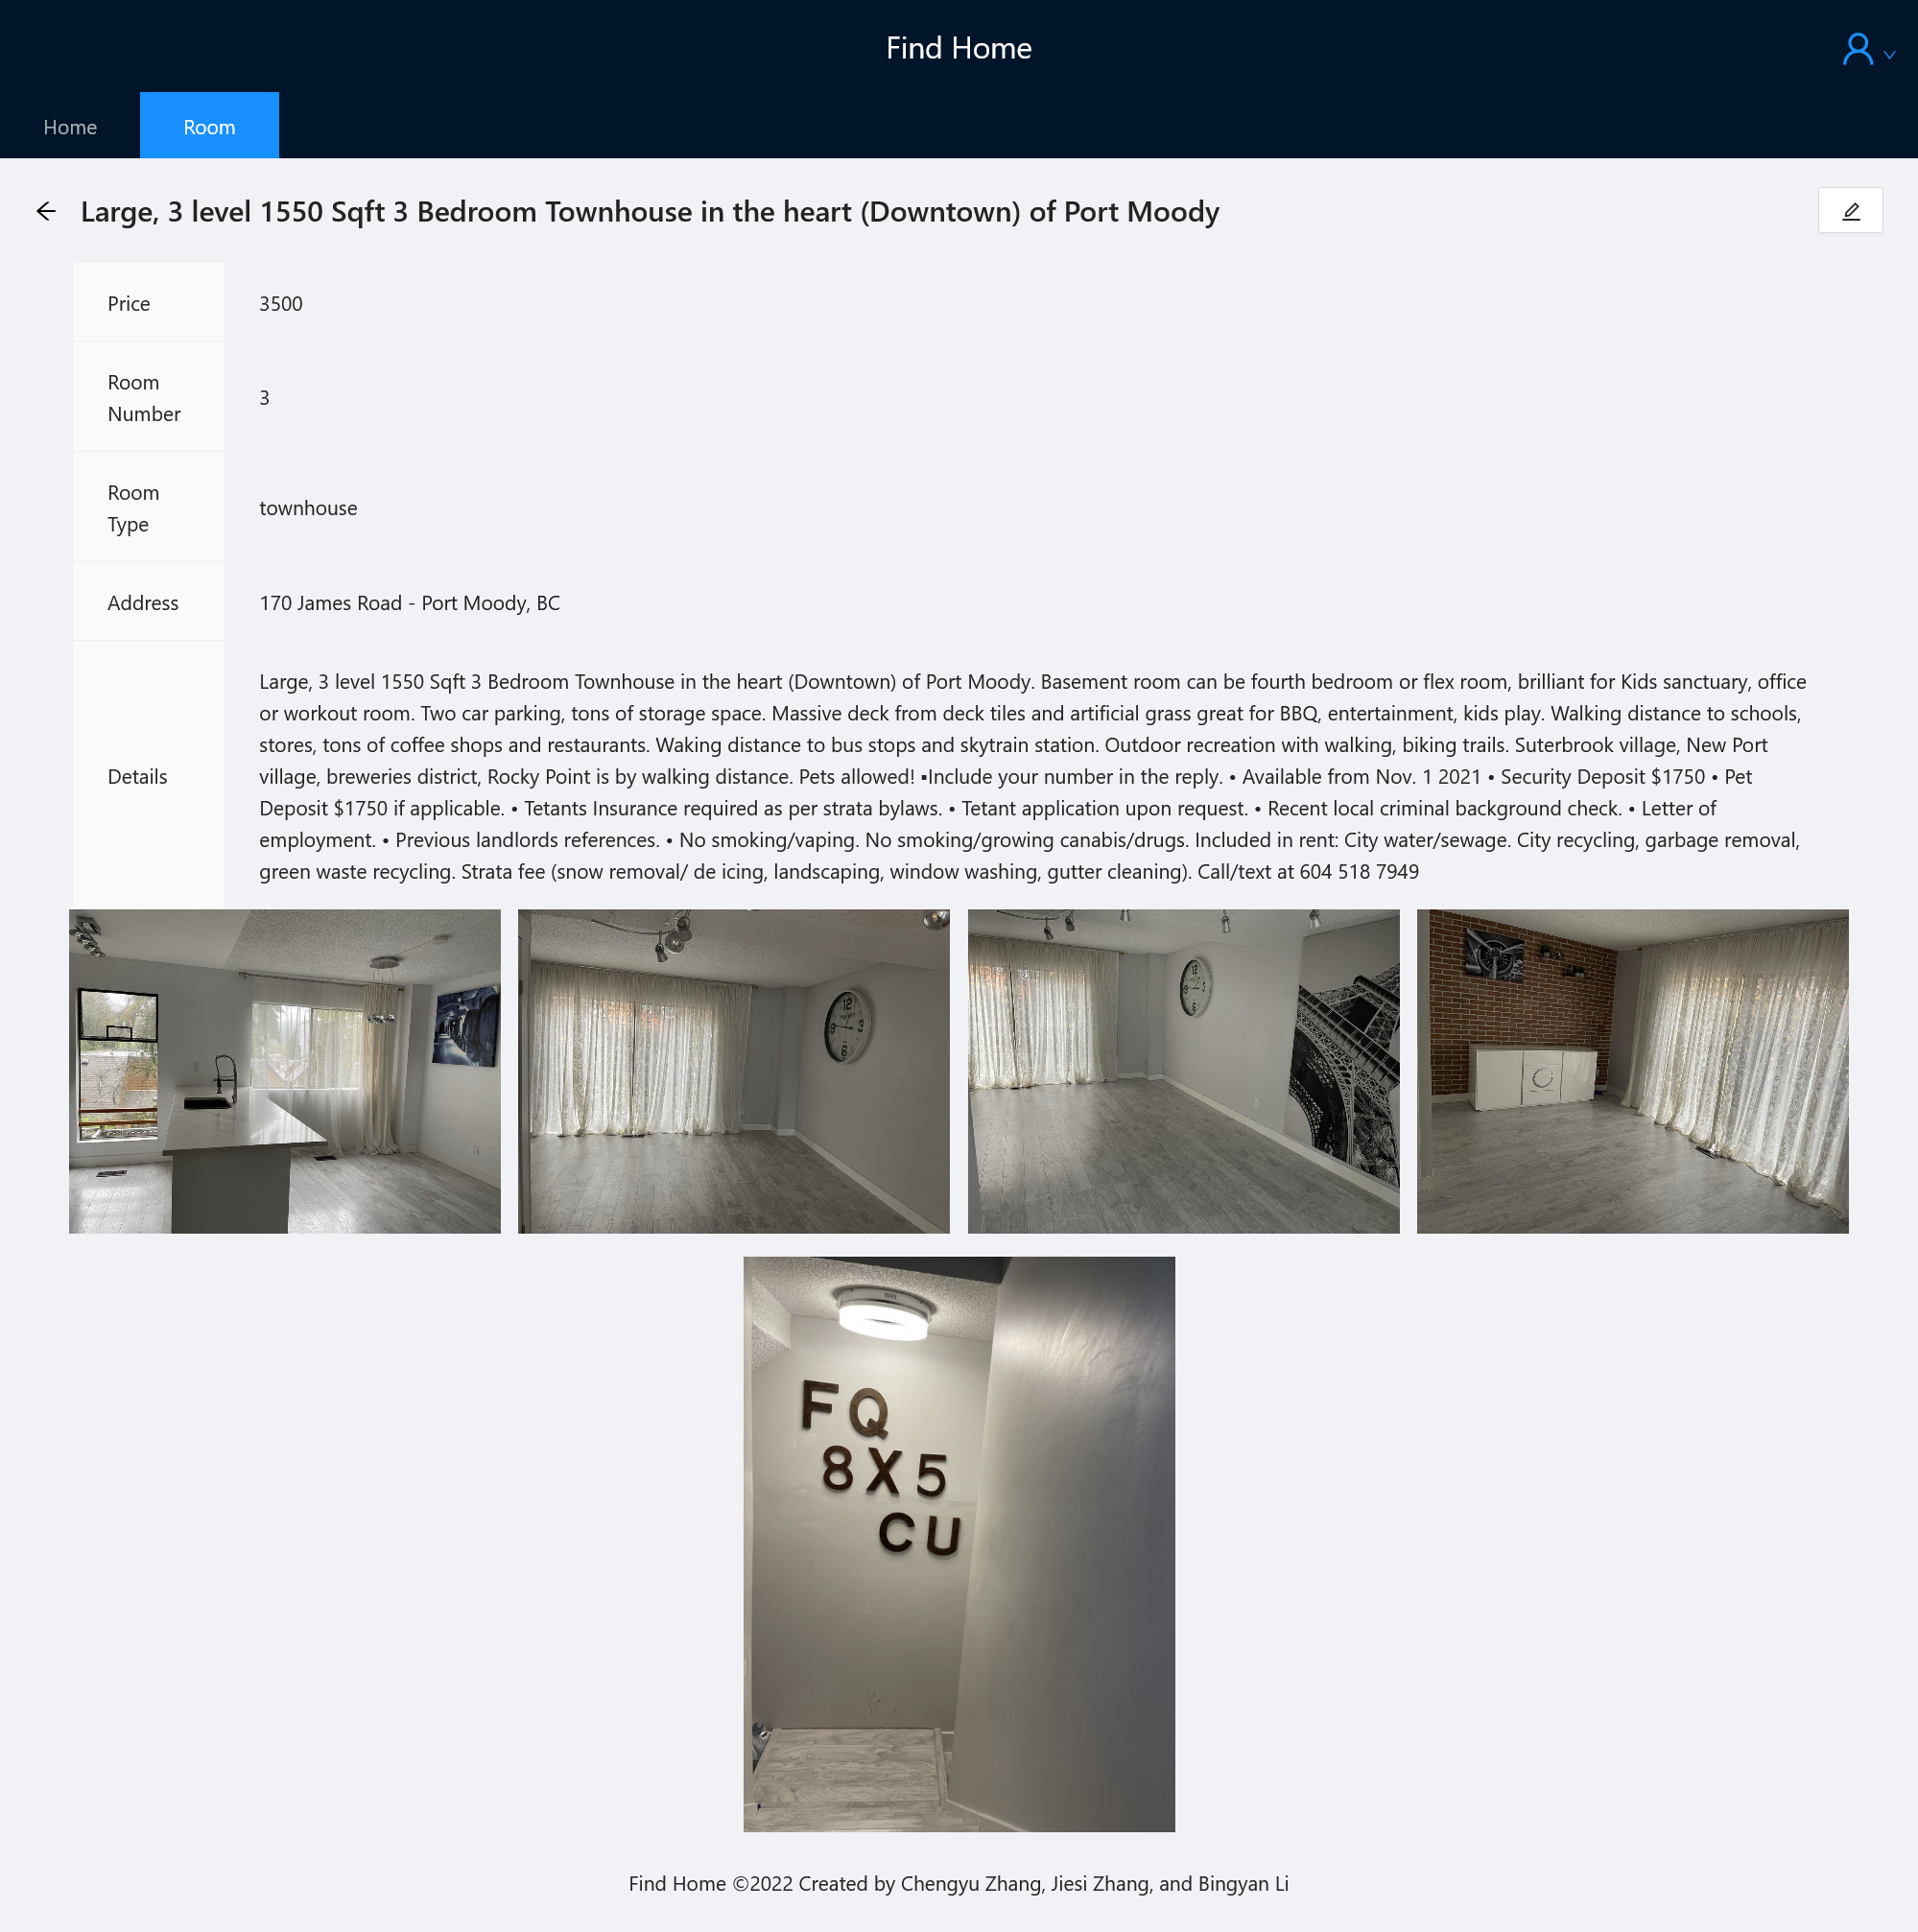 Find Home
Home
Room
Large, 3 level 1550 Sqft 3 Bedroom Townhouse in the heart (Downtown) of Port Moody
Price
3500
Room
Number
3
Room
Type
townhouse
Address
170 James Road - Port Moody, BC
Details
Large, 3 level 1550 Sqft 3 Bedroom Townhouse in the heart (Downtown) of Port Moody. Basement room can be fourth bedroom or flex room, brilliant for Kids sanctuary, office
or workout room. Two car parking, tons of storage space. Massive deck from deck tiles and artificial grass great for BBQ, entertainment, kids play. Walking distance to schools,
stores, tons of coffee shops and restaurants. Waking distance to bus stops and skytrain station. Outdoor recreation with walking, biking trails. Suterbrook village, New Port
village, breweries district, Rocky Point is by walking distance. Pets allowed! ▪Include your number in the reply. • Available from Nov. 1 2021 • Security Deposit $1750 • Pet
Deposit $1750 if applicable. • Tetants Insurance required as per strata bylaws. • Tetant application upon request. • Recent local criminal background check. • Letter of
employment. • Previous landlords references. • No smoking/vaping. No smoking/growing canabis/drugs. Included in rent: City water/sewage. City recycling, garbage removal,
green waste recycling. Strata fee (snow removal/ de icing, landscaping, window washing, gutter cleaning). Call/text at 604 518 7949
12
3
6
9
12
3
6
9
FQ
8X5
CU
Find Home ©2022 Created by Chengyu Zhang, Jiesi Zhang, and Bingyan Li